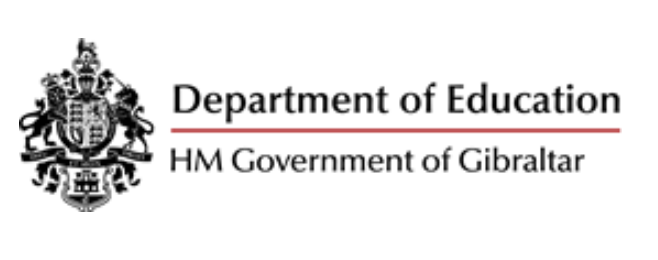 Department of Education
HM Government of Gibraltar